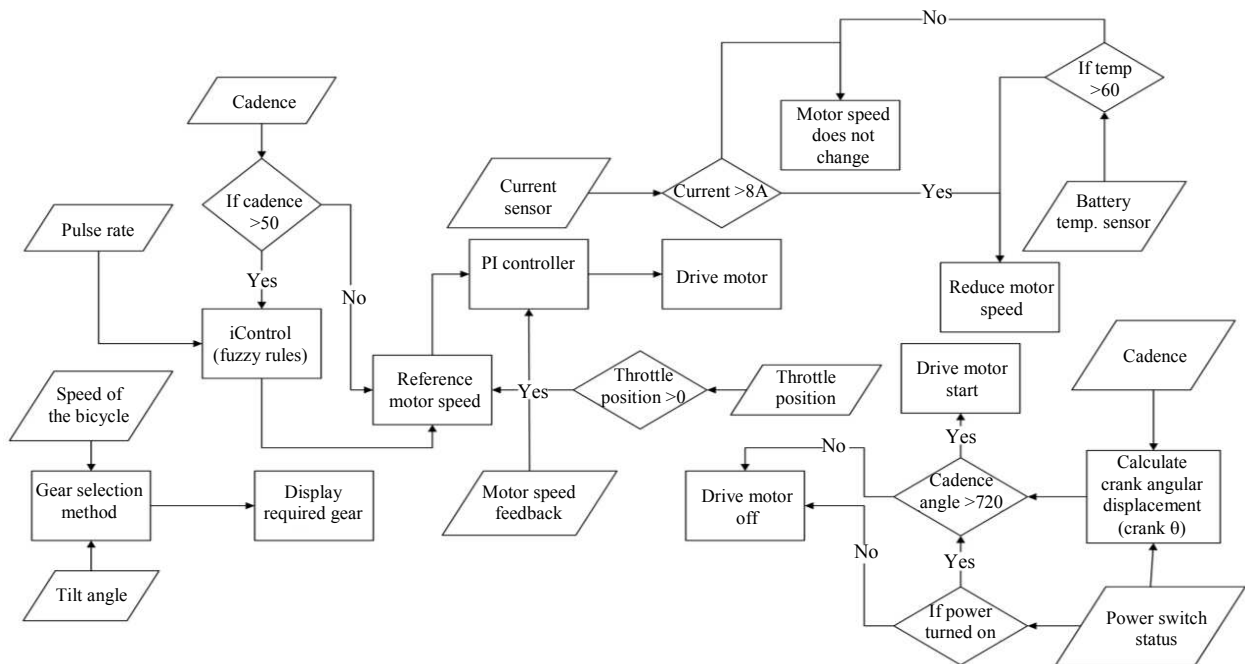 No
If temp
>60
Cadence
Motor speed
does not
change
If cadence
>50
Current
sensor
Current >8A
Yes
Battery
temp. sensor
Pulse rate
PI controller
Drive motor
Yes
No
Reduce motor
speed
iControl
(fuzzy rules)
Cadence
Reference
motor speed
Yes
Throttle
position >0
Throttle
position
Drive motor
start
Speed of
the bicycle
Yes
No
Gear selection
method
Display
required gear
Motor speed
feedback
Drive motor
off
Cadence
angle >720
Calculate
crank angular
displacement
(crank θ)
No
Yes
Tilt angle
If power
turned on
Power switch
status